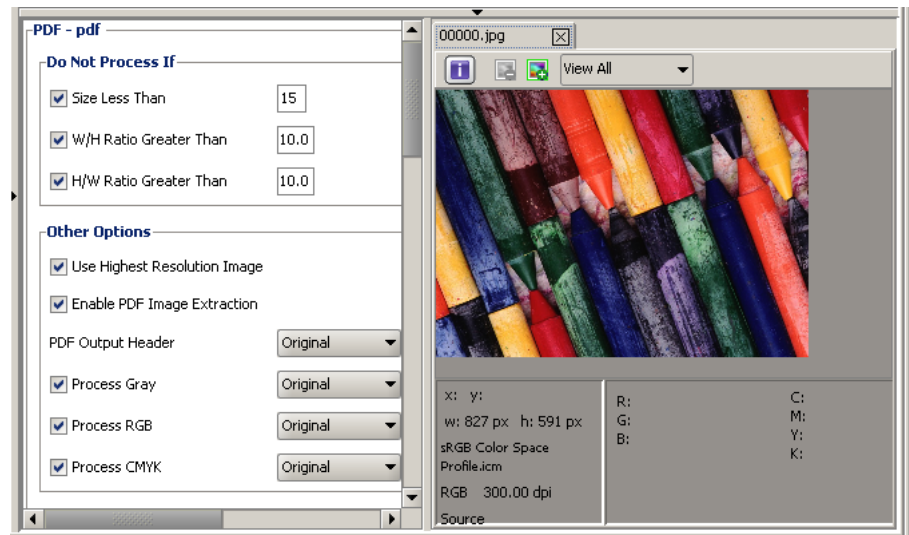 PDF - pdf
Do Not Process If
Size Less Than 15
W/H Ratio Greater Than 10.0
H/W Ratio Greater Than 10.0
Other Options
Use Highest Resolution Image
Enable PDF Image Extraction
PDF Output Header Original
Process Gray Original
Process RGB Original
Process CMYK Original
00000.jpg
i View All
x: y:
w: 827 px h: 591 px
sRGB Color Space
Profile.icm
RGB 300.00 dpi
Source
R:
G:
B:
C:
M:
Y:
K: